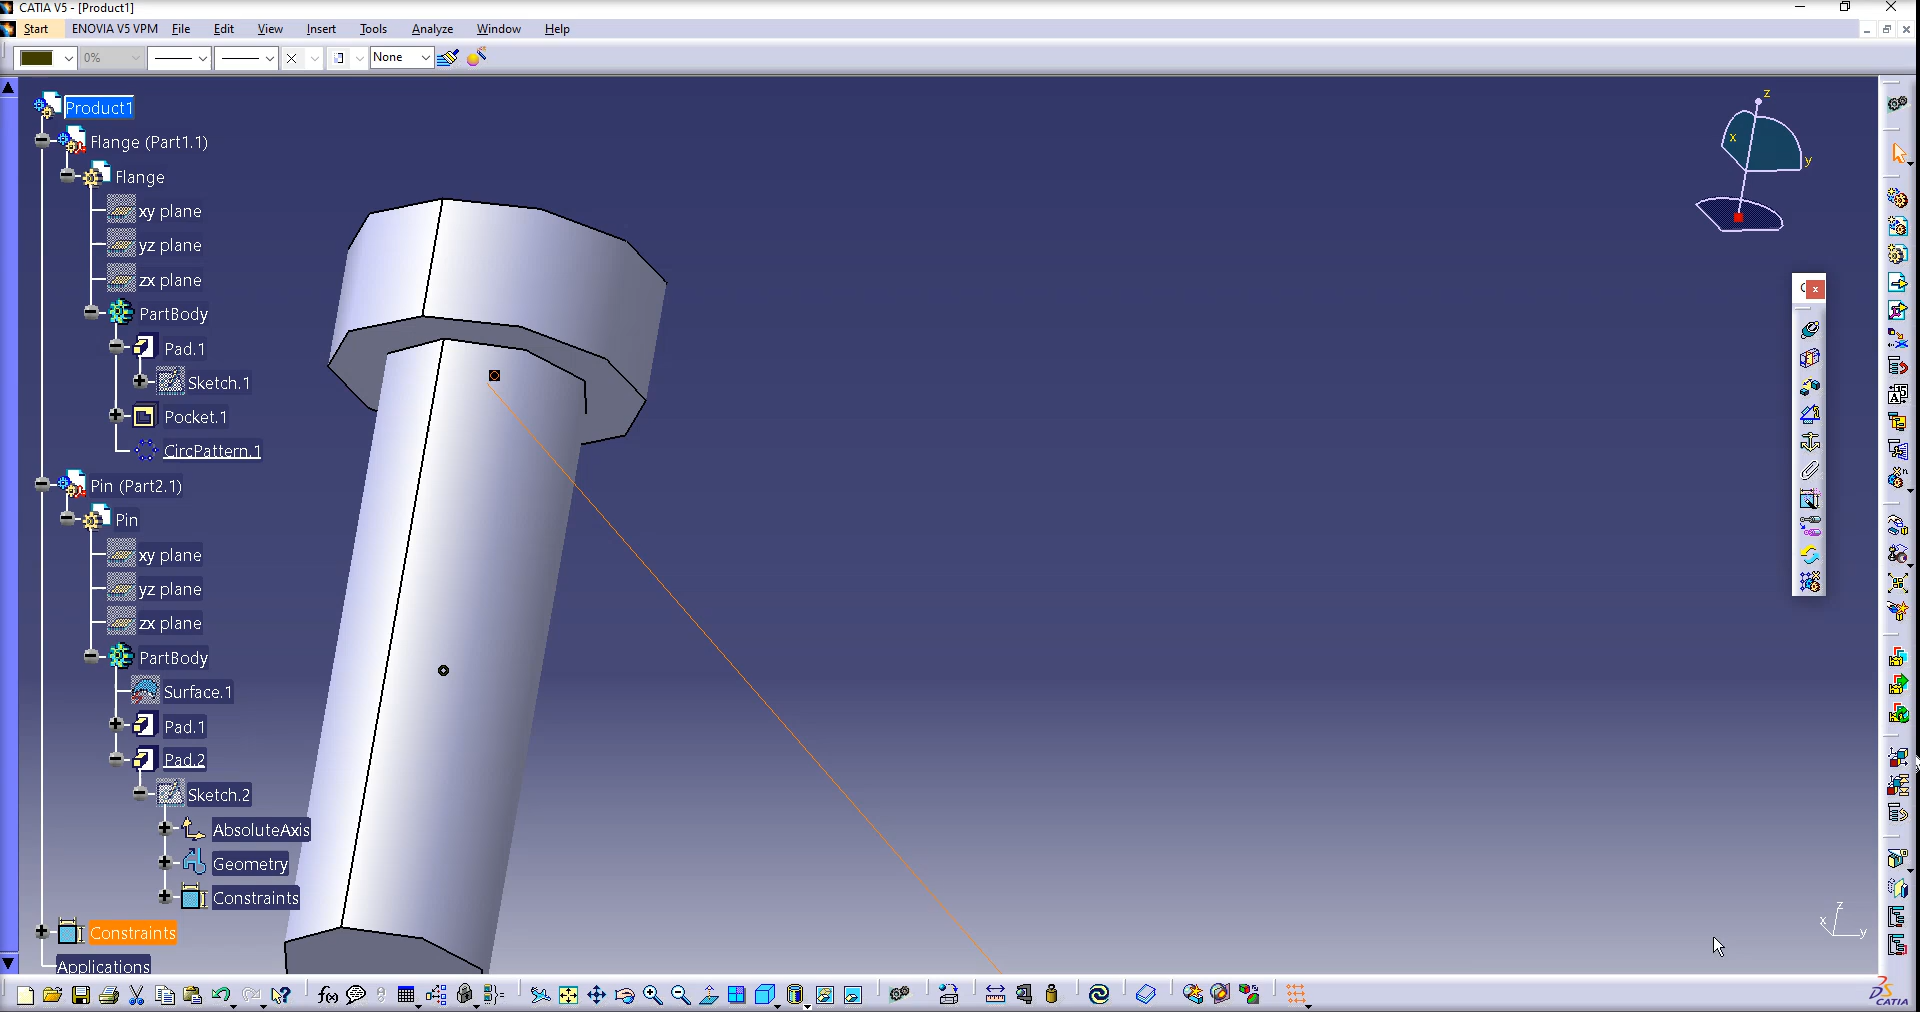 CATIA V5 - [Product1]
Start ENOVIA V5 VPM File Edit View Insert Tools Analyze Window Help
0% None
Product1
Flange (Part1.1)
Flange
xy plane
yz plane
zx plane
PartBody
Pad.1
Sketch.1
Pocket.1
CircPattern.1
Pin (Part2.1)
Pin
xy plane
yz plane
zx plane
PartBody
Surface.1
Pad.1
Pad.2
Sketch.2
AbsoluteAxis
Geometry
Constraints
Constraints
Applications
z
x
y
z
x
y
f(x)
CATIA